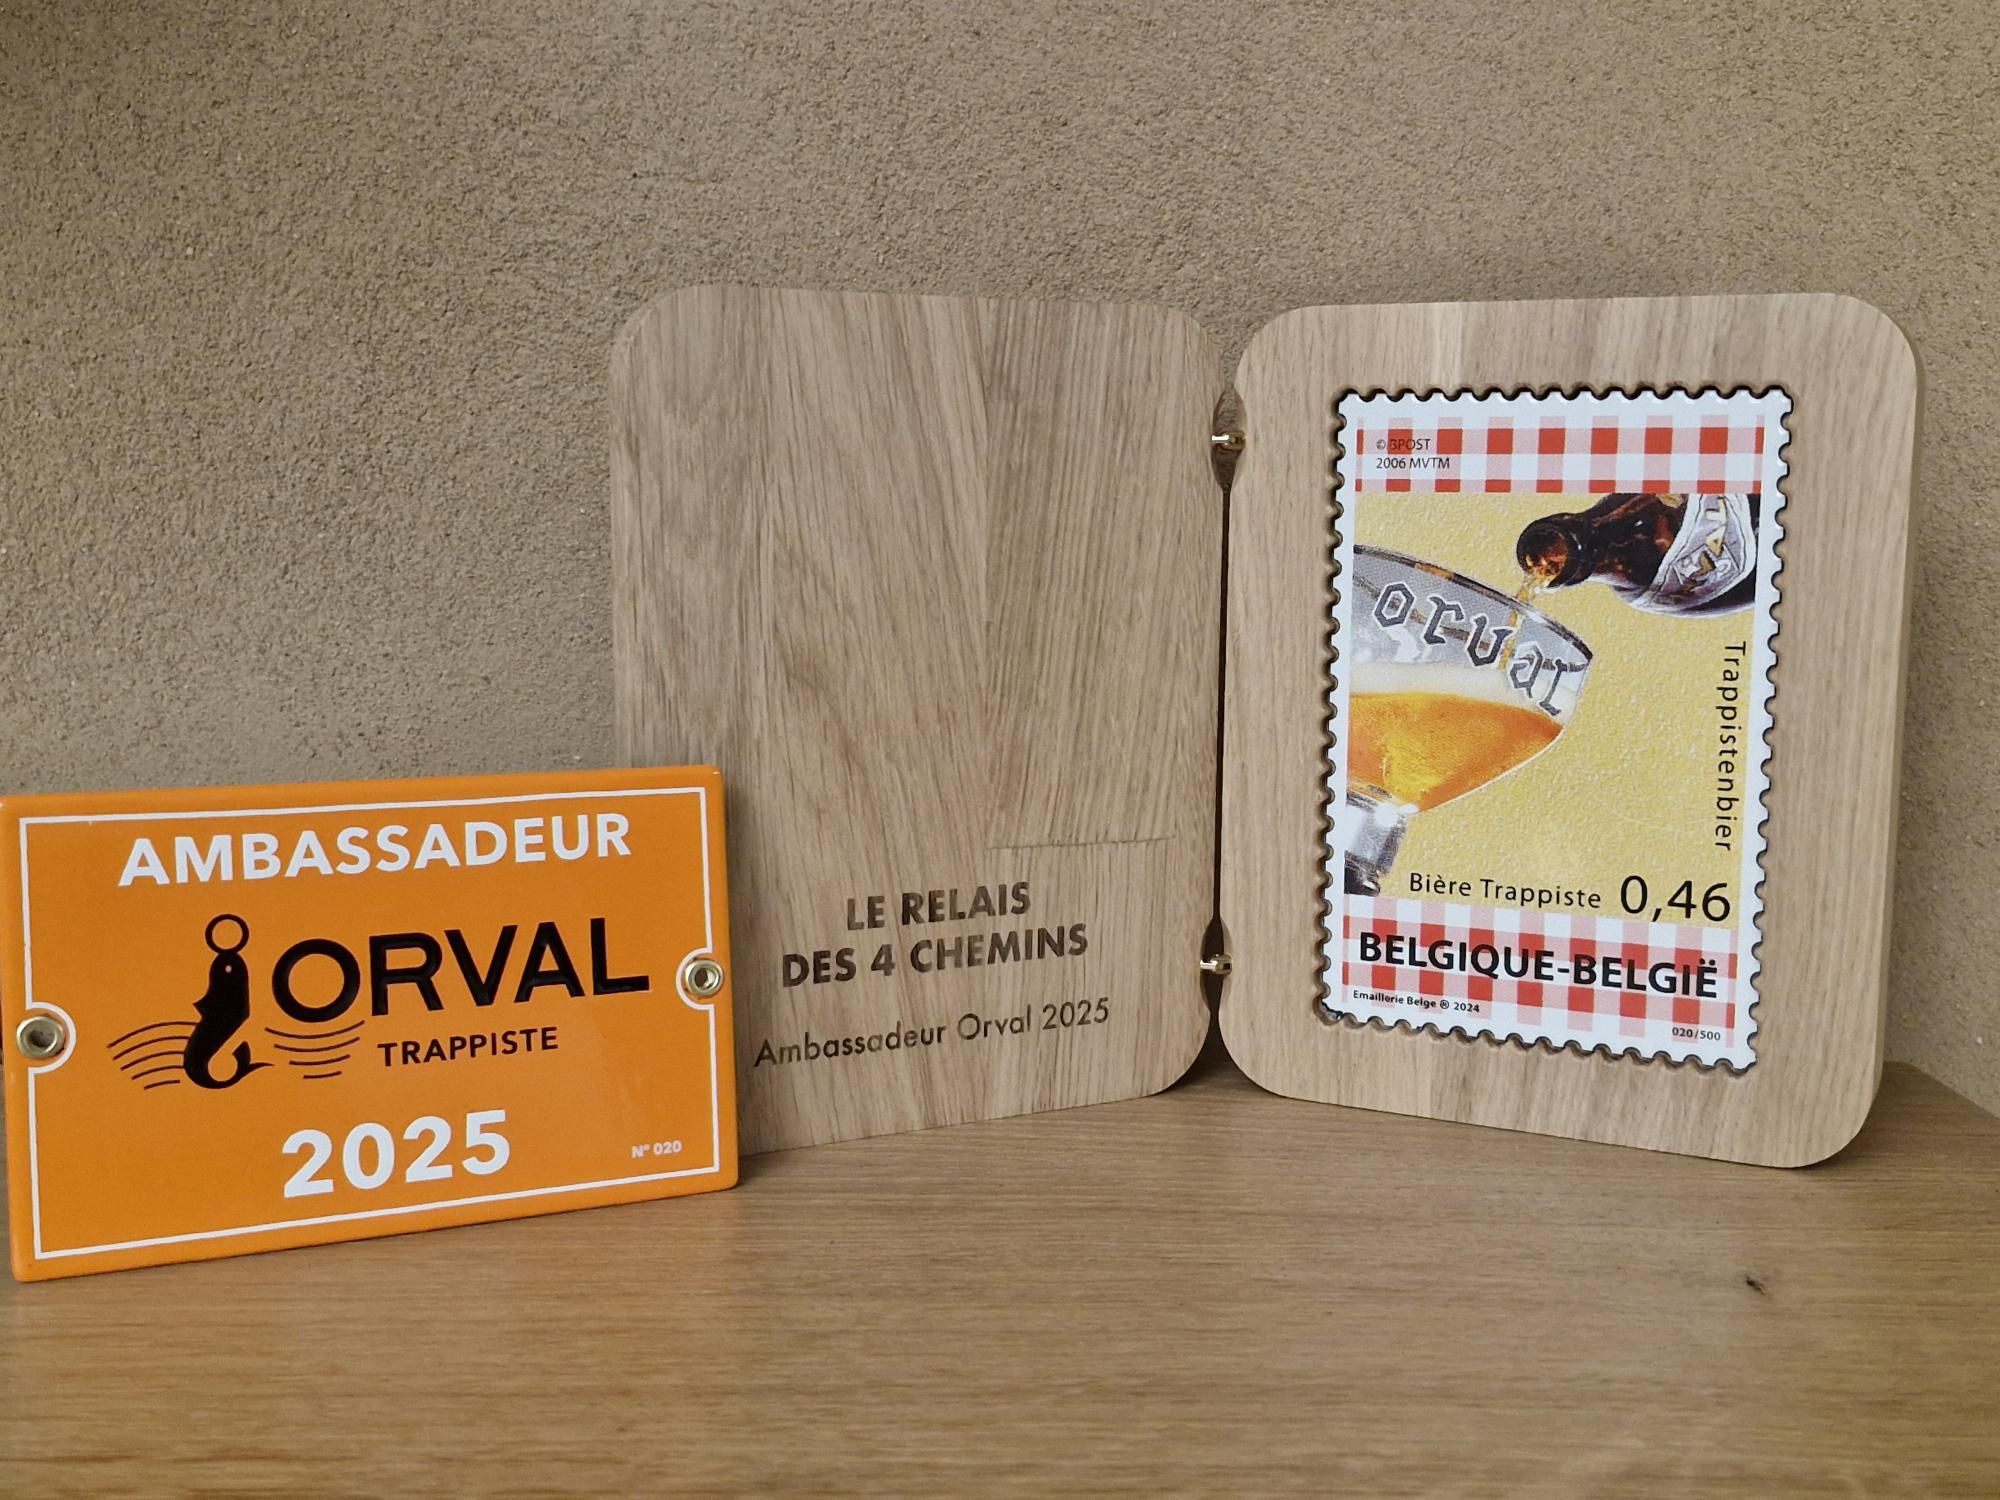 AMBASSADEUR
ORVAL
TRAPPISTE
2025
N° 020
LE RELAIS
DES 4 CHEMINS
Ambassadeur Orval 2025
© BPOST
2006 MVTM
orval
Trappistenbier
Bière Trappiste 0,46
BELGIQUE-BELGIË
Emaillerie Belge ® 2024
020/500